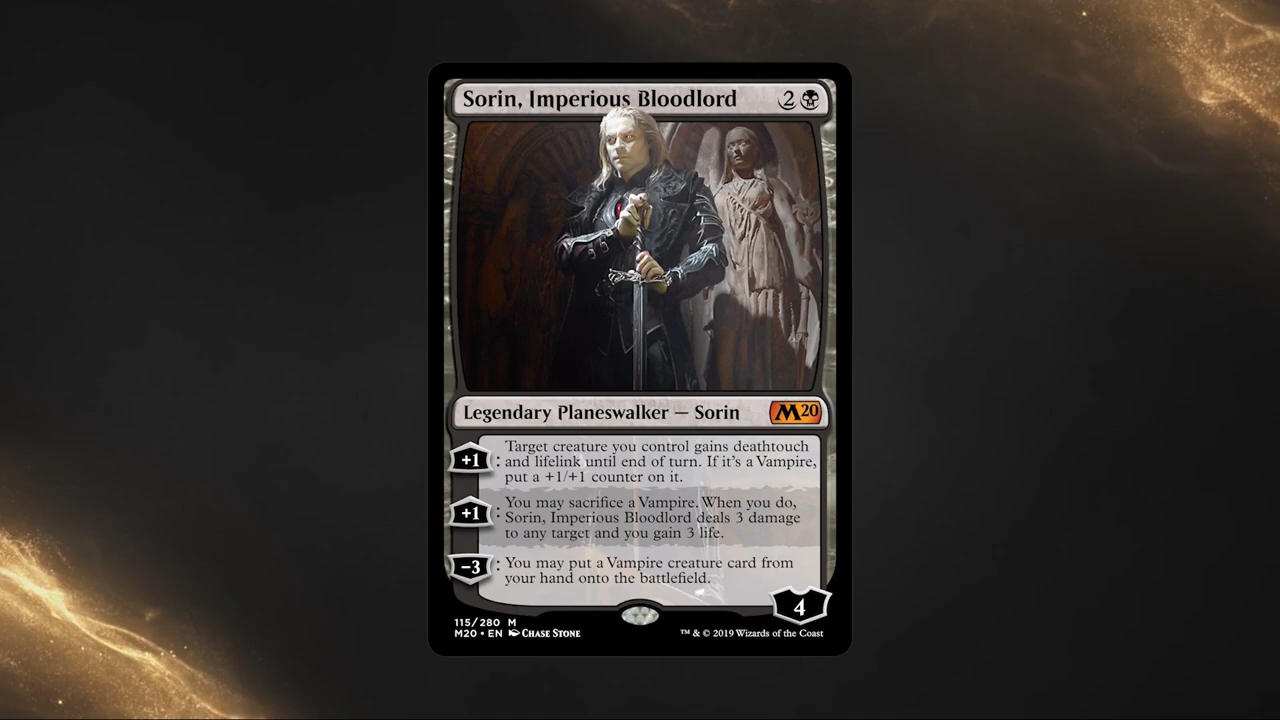 Sorin, Imperious Bloodlord 2
Legendary Planeswalker — Sorin M20
+1 : Target creature you control gains deathtouch
and lifelink until end of turn. If it's a Vampire,
put a +1/+1 counter on it.
+1 : You may sacrifice a Vampire. When you do,
Sorin, Imperious Bloodlord deals 3 damage
to any target and you gain 3 life.
−3 : You may put a Vampire creature card from
your hand onto the battlefield.
4
115/280 M
M20 • EN Chase Stone
™ & © 2019 Wizards of the Coast